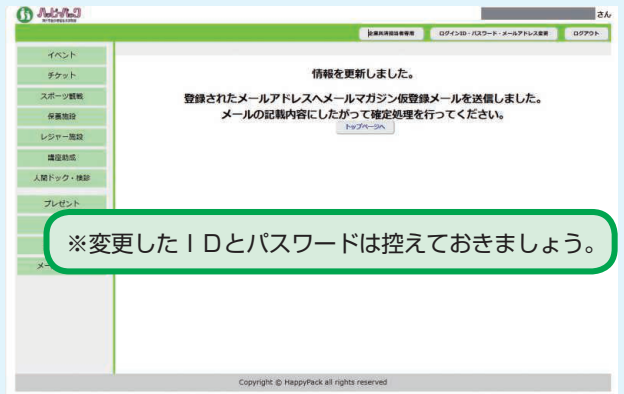 ハッピーパック
さん
企業共済担当者専用
ログインID・パスワード・メールアドレス変更
ログアウト
イベント
チケット
スポーツ観戦
保養施設
レジャー施設
講座助成
人間ドック・検診
プレゼント
情報を更新しました。
登録されたメールアドレスへメールマガジン仮登録メールを送信しました。
メールの記載内容にしたがって確定処理を行ってください。
トップページへ
※変更したＩＤとパスワードは控えておきましょう。
Copyright © HappyPack all rights reserved